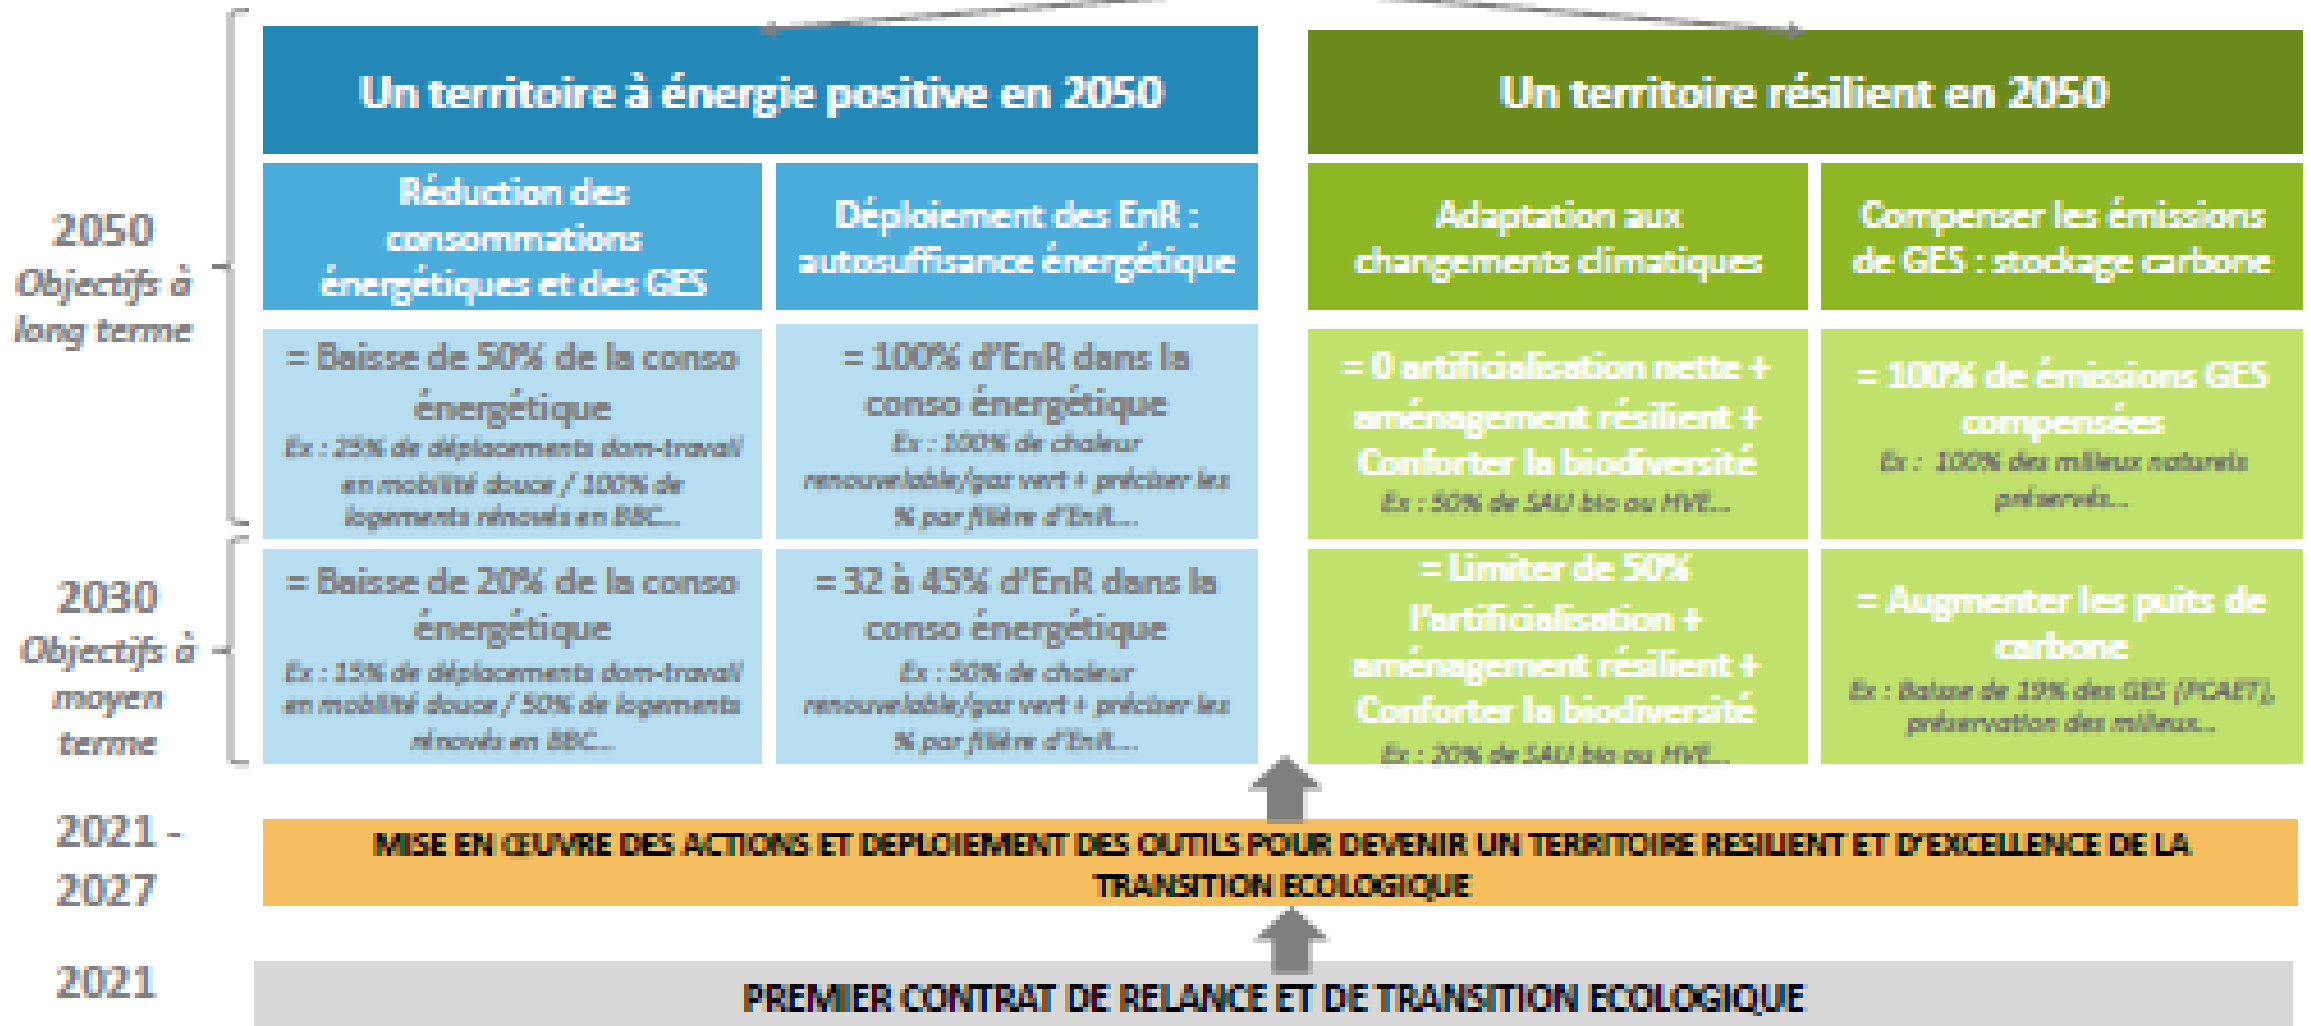 Un territoire à énergie positive en 2050
Un territoire résilient en 2050
2050
Objectifs à
long terme
Réduction des
consommations
énergétiques et des GES
Déploiement des EnR :
autosuffisance énergétique
Adaptation aux
changements climatiques
Compenser les émissions
de GES : stockage carbone
= Baisse de 50% de la conso
énergétique
Ex : 25% de déplacements dom-travail
en mobilité douce / 100% de
logements rénovés en BBC...
= 100% d'EnR dans la
conso énergétique
Ex : 100% de chaleur
renouvelable/gaz vert + préciser les
% par filière d'EnR....
= 0 artificialisation nette +
aménagement résilient +
Conforter la biodiversité
Ex : 50% de SAU bio ou HVE...
= 100% de émissions GES
compensées
Ex : 100% des milieux naturels
préservés...
2030
Objectifs à
moyen
terme
= Baisse de 20% de la conso
énergétique
Ex : 15% de déplacements dom-travail
en mobilité douce / 50% de logements
rénovés en BBC...
= 32 à 45% d'EnR dans la
conso énergétique
Ex : 50% de chaleur
renouvelable/gaz vert + préciser les
% par filière d'EnR....
= Limiter de 50%
l'artificialisation +
aménagement résilient +
Conforter la biodiversité
Ex : 20% de SAU bio ou HVE...
= Augmenter les puits de
carbone
Ex : Baisse de 19% des GES (PCAET),
préservation des milieux...
2021 -
2027
MISE EN ŒUVRE DES ACTIONS ET DEPLOIEMENT DES OUTILS POUR DEVENIR UN TERRITOIRE RESILIENT ET D'EXCELLENCE DE LA
TRANSITION ECOLOGIQUE
2021
PREMIER CONTRAT DE RELANCE ET DE TRANSITION ECOLOGIQUE